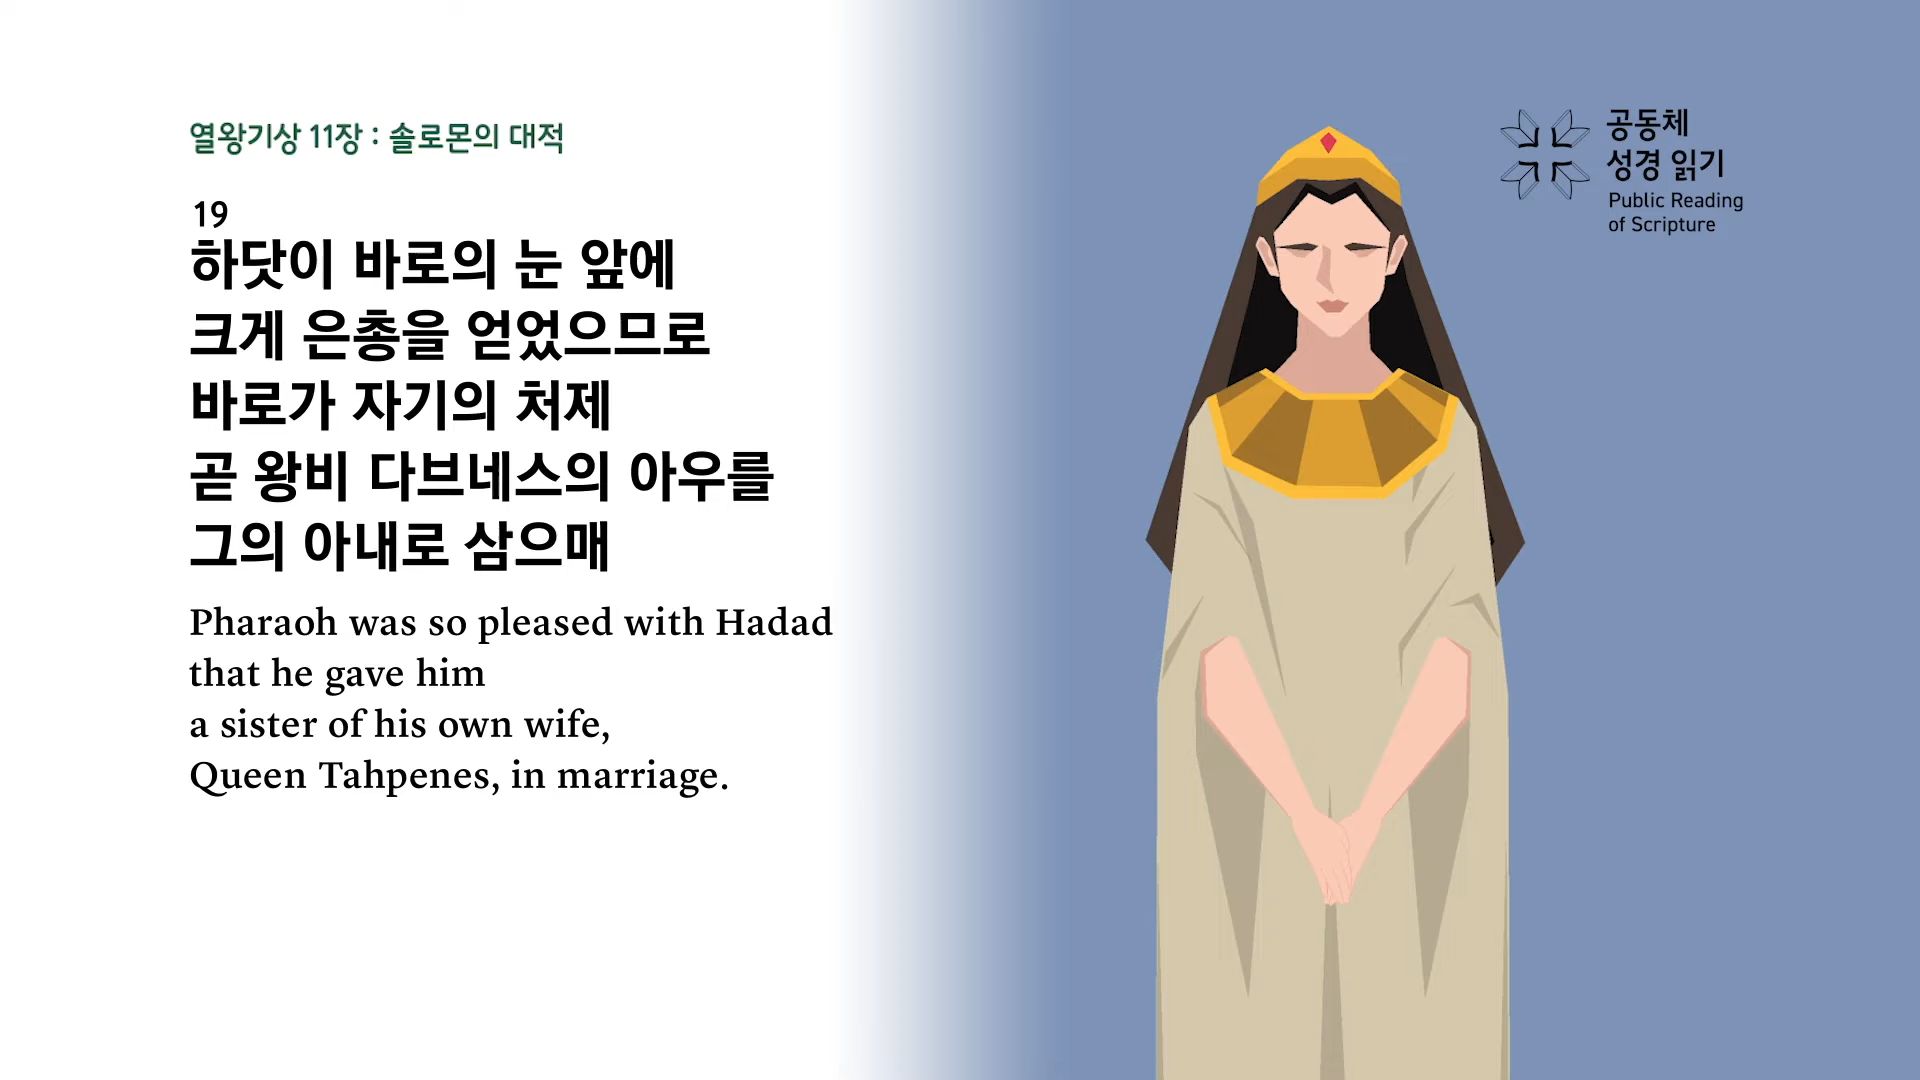 열왕기상 11장 : 솔로몬의 대적
19
하닷이 바로의 눈 앞에
크게 은총을 얻었으므로
바로가 자기의 처제
곧 왕비 다브네스의 아우를
그의 아내로 삼으매
Pharaoh was so pleased with Hadad
that he gave him
a sister of his own wife,
Queen Tahpenes, in marriage.
공동체
성경 읽기
Public Reading
of Scripture